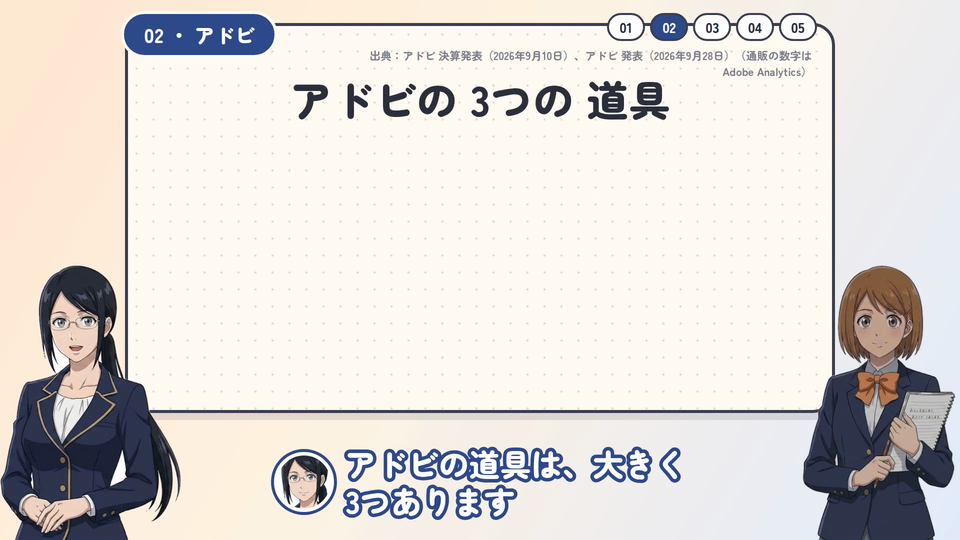 02 ・ アドビ
01 02 03 04 05
出典：アドビ 決算発表（2026年9月10日）、アドビ 発表（2026年9月28日）（通販の数字は
Adobe Analytics）
アドビの 3つの 道具
アドビの道具は、大きく
3つあります